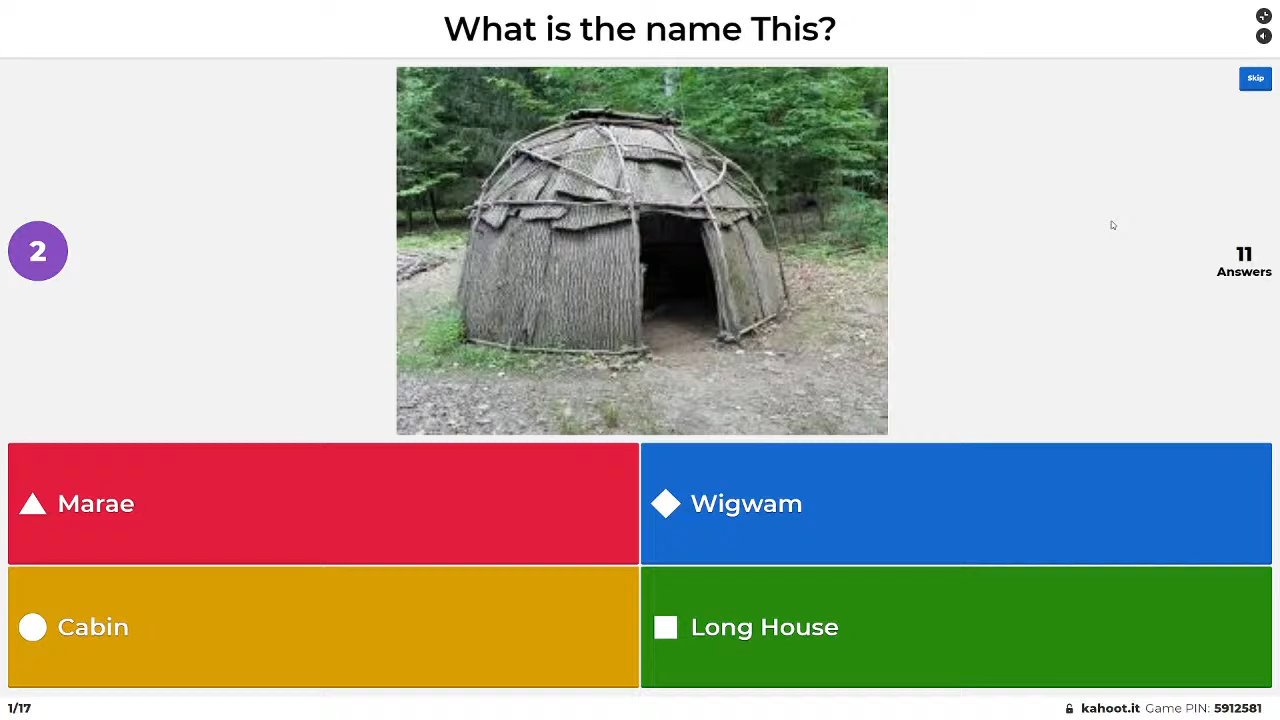 What is the name This?
Skip
2
11
Answers
Marae
Wigwam
Cabin
Long House
1/17
kahoot.it Game PIN: 5912581